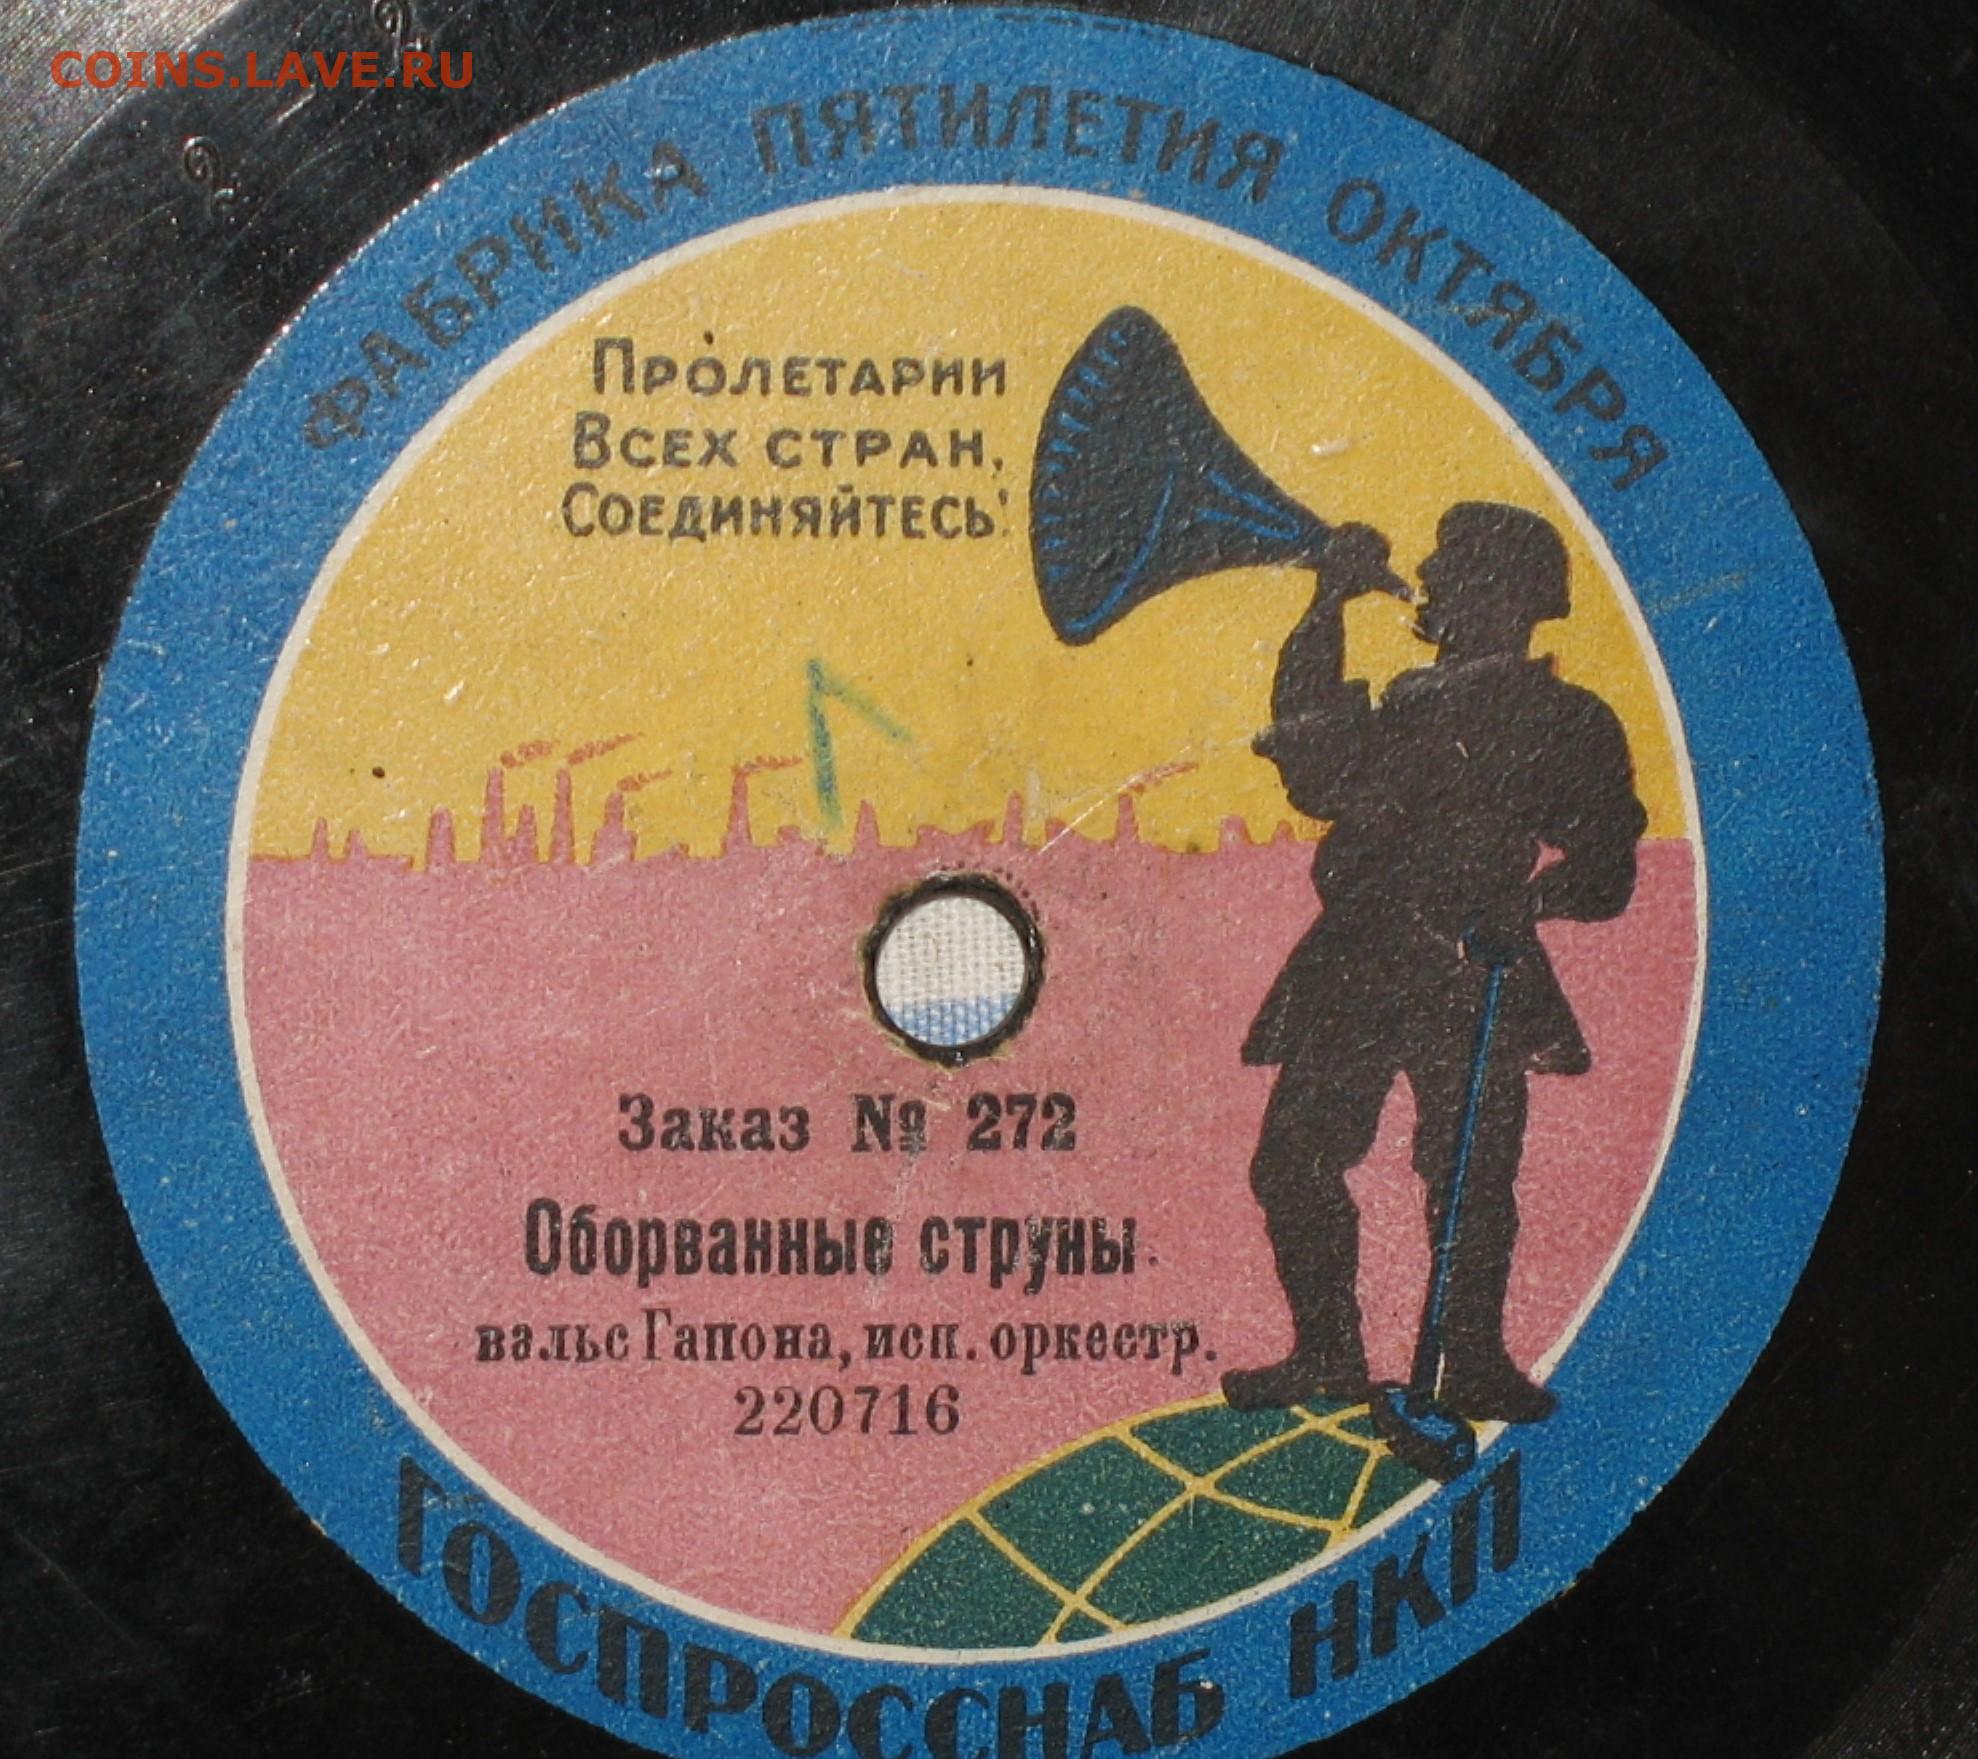 COINS.LAVE.RU
ФАБРИКА ПЯТИЛЕТИЯ ОКТЯБРЯ
ПРОЛЕТАРИИ
ВСЕХ СТРАН,
СОЕДИНЯЙТЕСЬ!
Заказ № 272
Оборванные струны.
вальс Гапона, исп. оркестр.
220716
ГОСПРОССНАБ НКП